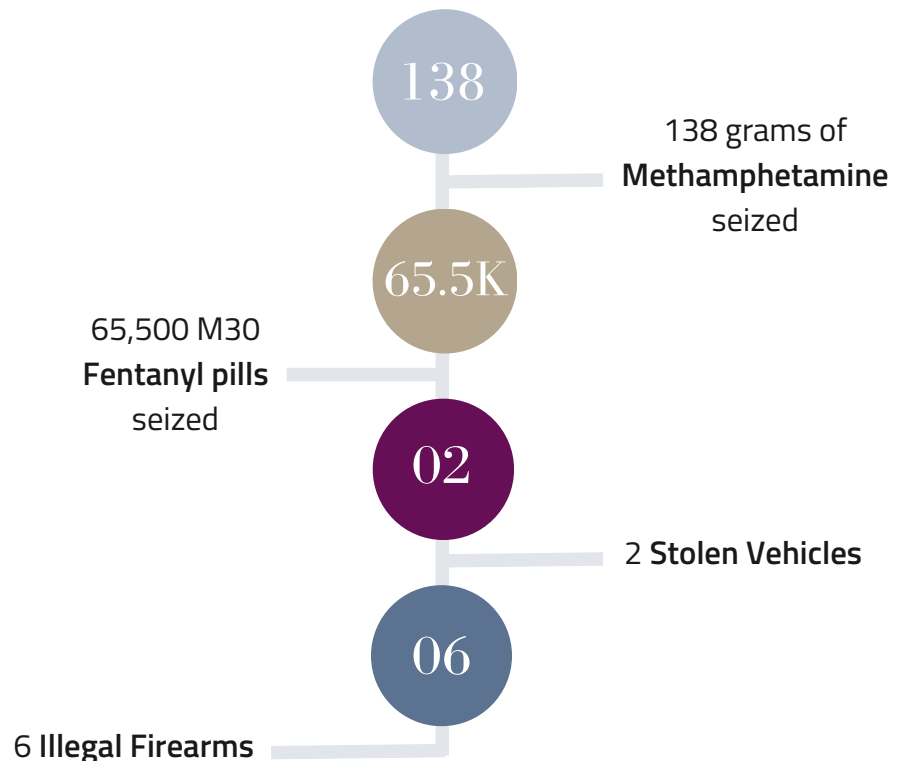 138
138 grams of
Methamphetamine
seized
65.5K
65,500 M30
Fentanyl pills
seized
02
2 Stolen Vehicles
06
6 Illegal Firearms